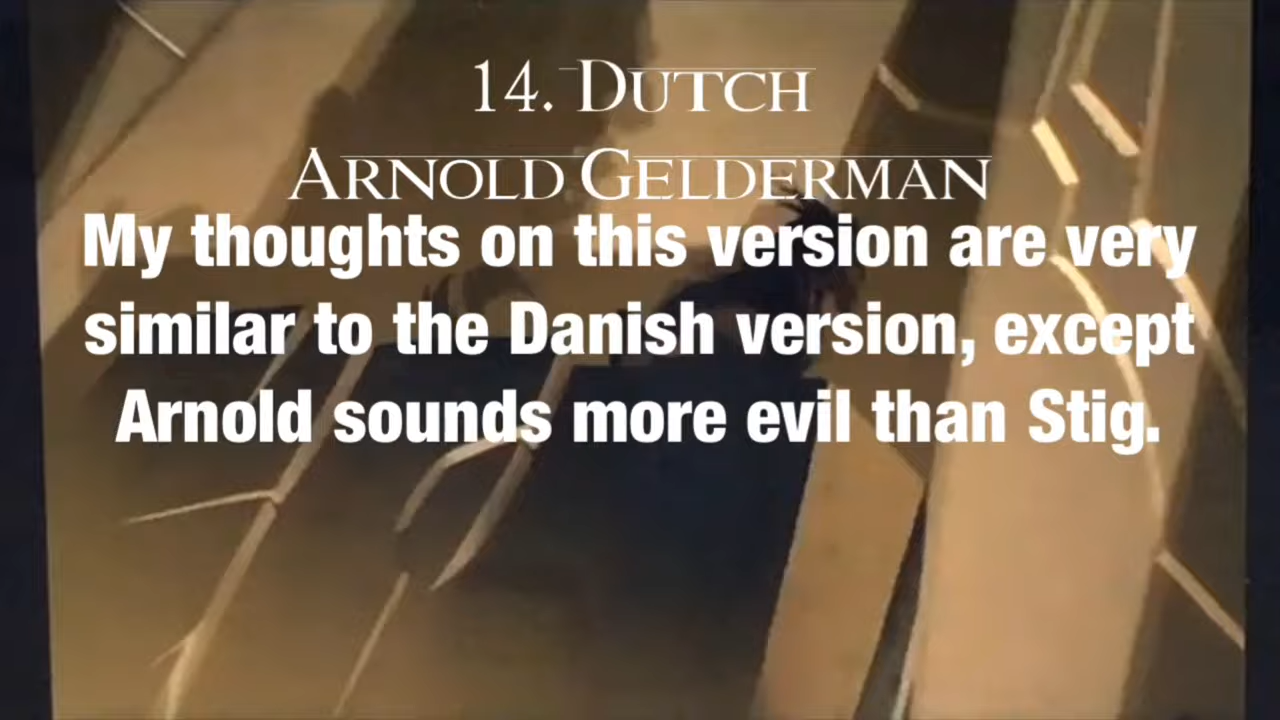 14. Dutch
Arnold Gelderman
My thoughts on this version are very
similar to the Danish version, except
Arnold sounds more evil than Stig.